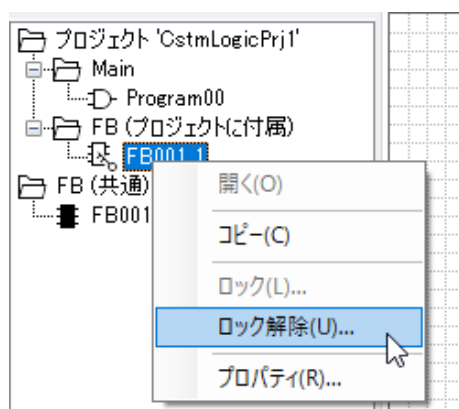 プロジェクト 'CstmLogicPrj1'
Main
Program00
FB (プロジェクトに付属)
FB001_1
FB (共通)
FB001
開く(O)
コピー(C)
ロック(L)...
ロック解除(U)...
プロパティ(R)...